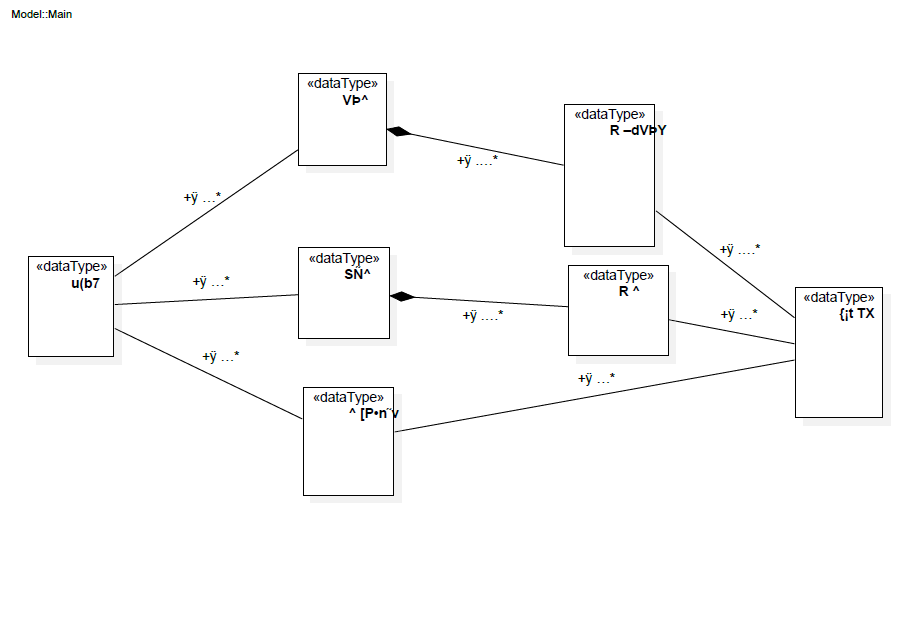 Model::Main
«dataType»
VÞ^
«dataType»
R –dVÞY
+ÿ ….*
+ÿ …*
+ÿ ….*
«dataType»
SÑ^
«dataType»
u(b7
+ÿ …*
«dataType»
R ^
«dataType»
{¡t TX
+ÿ ….*
+ÿ …*
+ÿ …*
+ÿ …*
«dataType»
^ [P•n¨v